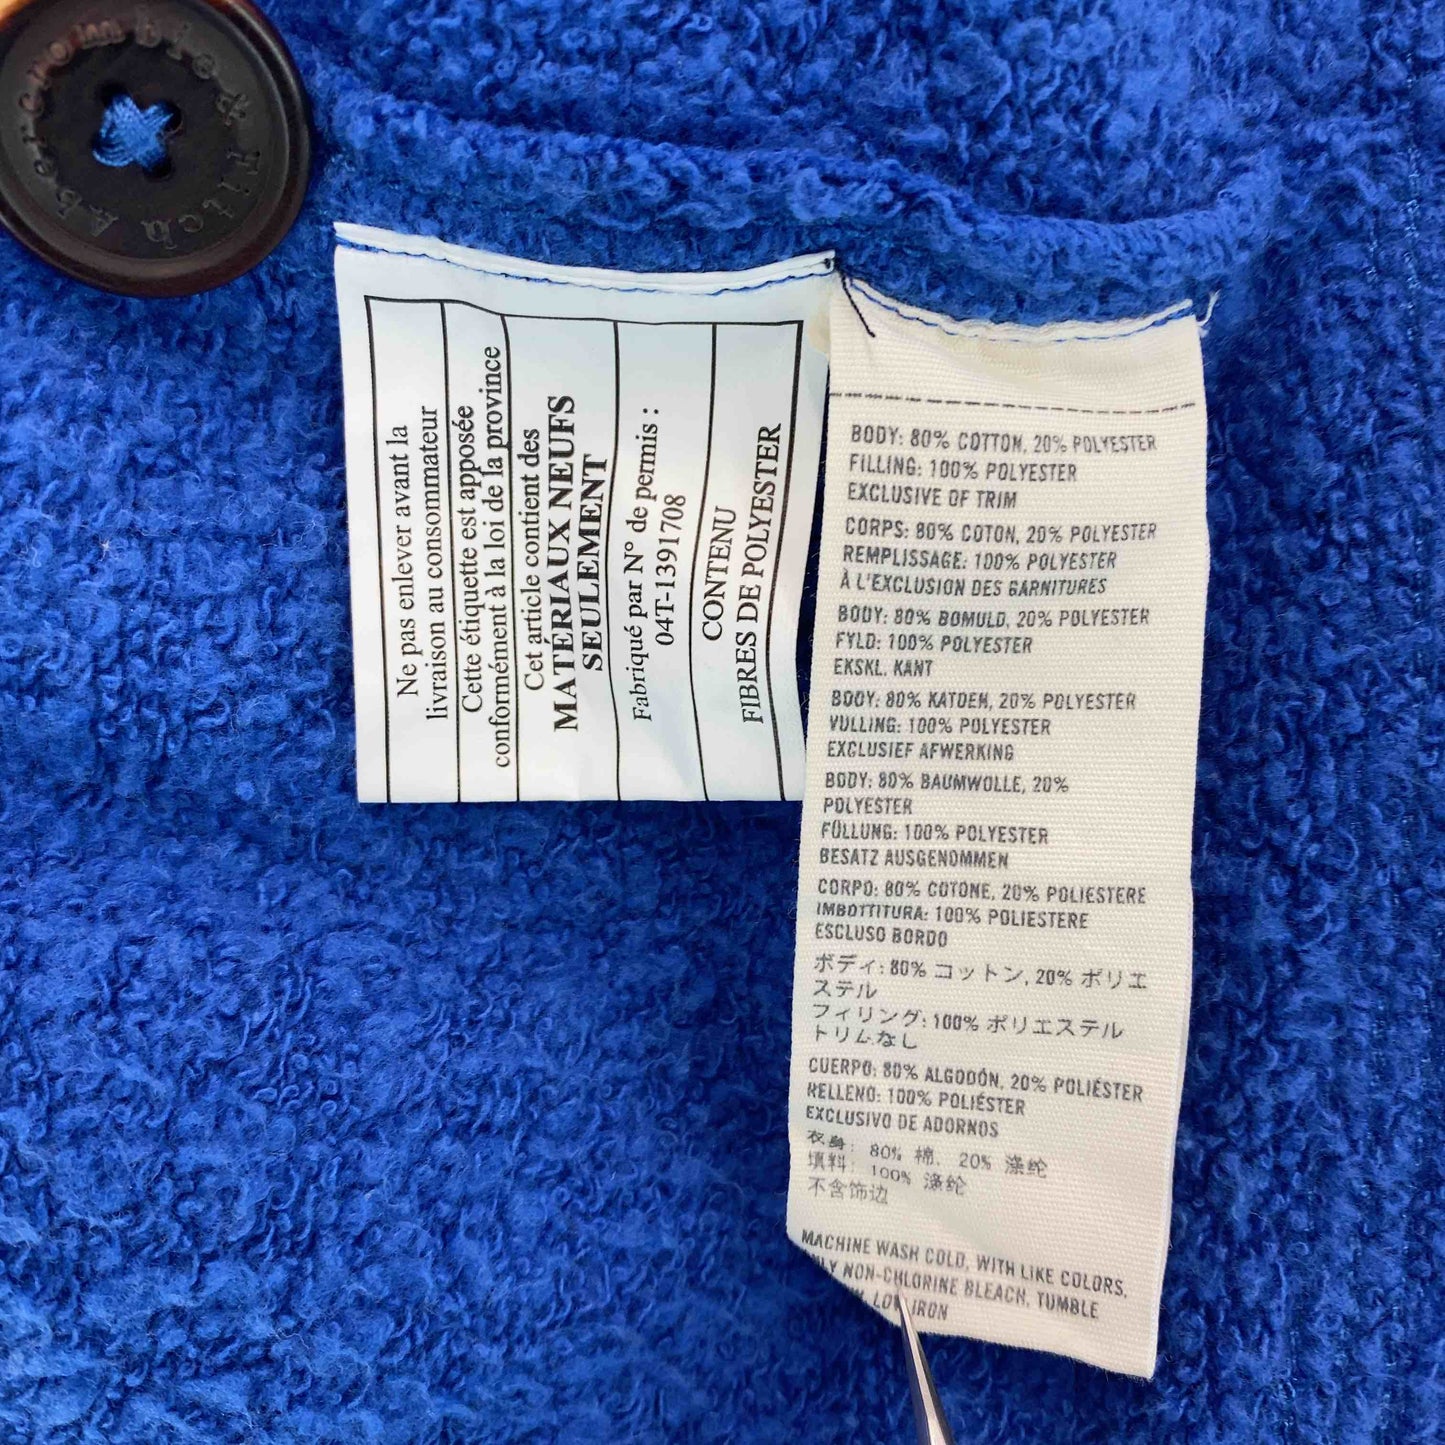 Abercrombie & Fitch
Ne pas enlever avant la
livraison au consommateur
Cette étiquette est apposée
conformément à la loi de la province
Cet article contient des
MATÉRIAUX NEUFS
SEULEMENT
Fabriqué par N° de permis :
04T-1391708
CONTENU
FIBRES DE POLYESTER
BODY: 80% COTTON, 20% POLYESTER
FILLING: 100% POLYESTER
EXCLUSIVE OF TRIM
CORPS: 80% COTON, 20% POLYESTER
REMPLISSAGE: 100% POLYESTER
À L'EXCLUSION DES GARNITURES
BODY: 80% BOMULD, 20% POLYESTER
FYLD: 100% POLYESTER
EKSKL. KANT
BODY: 80% KATOEN, 20% POLYESTER
VULLING: 100% POLYESTER
EXCLUSIEF AFWERKING
BODY: 80% BAUMWOLLE, 20%
POLYESTER
FÜLLUNG: 100% POLYESTER
BESATZ AUSGENOMMEN
CORPO: 80% COTONE, 20% POLIESTERE
IMBOTTITURA: 100% POLIESTERE
ESCLUSO BORDO
ボディ: 80% コットン, 20% ポリエ
ステル
フィリング: 100% ポリエステル
トリムなし
CUERPO: 80% ALGODÓN, 20% POLIÉSTER
RELLENO: 100% POLIÉSTER
EXCLUSIVO DE ADORNOS
衣身: 80% 棉, 20% 涤纶
填料: 100% 涤纶
不含饰边
MACHINE WASH COLD, WITH LIKE COLORS,
NON-CHLORINE BLEACH, TUMBLE
LOW IRON